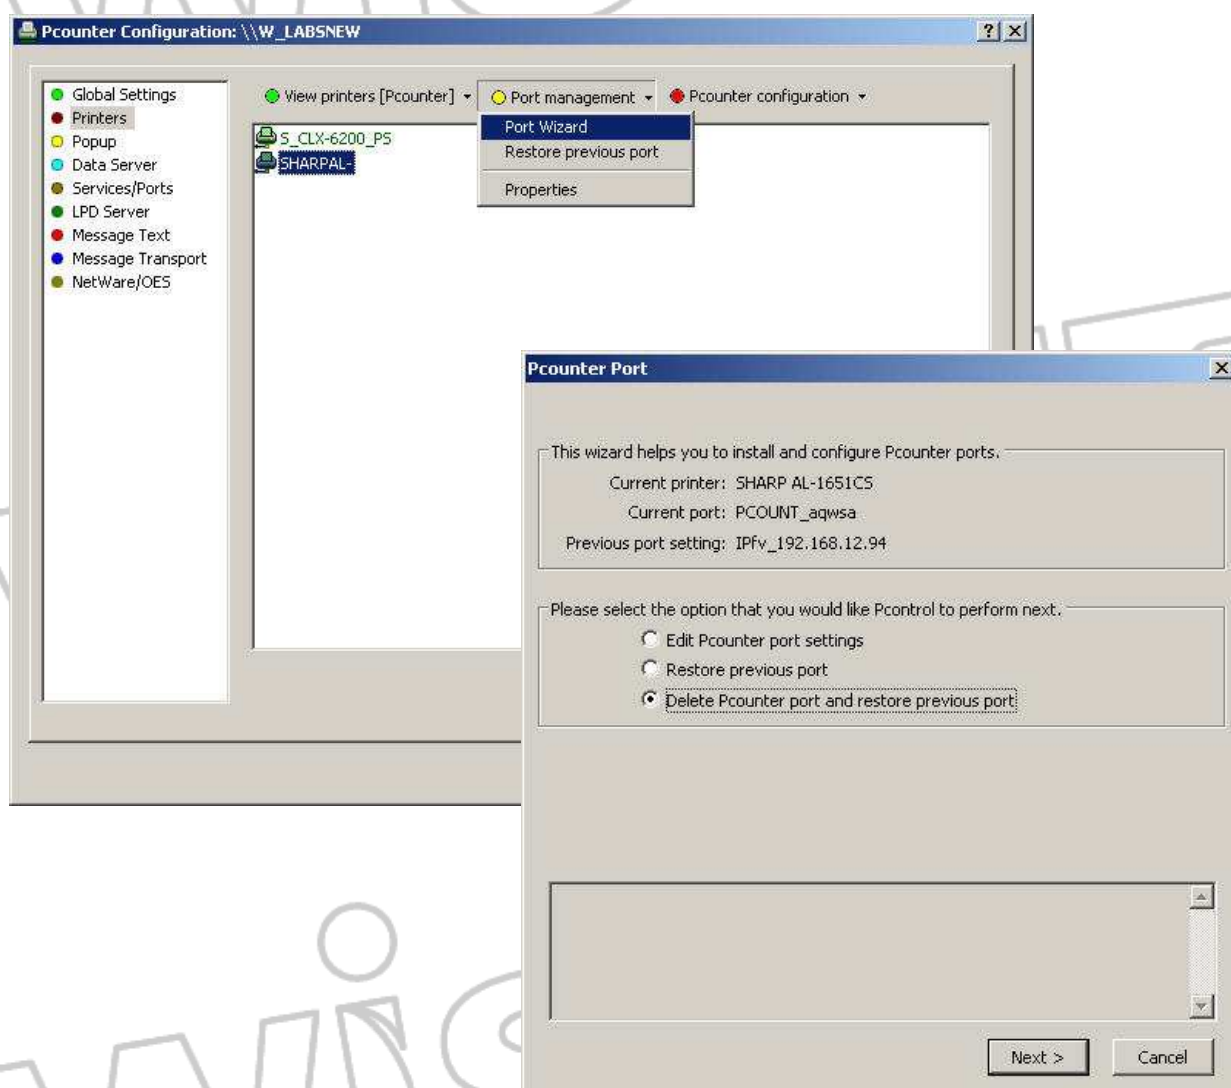 Pcounter Configuration: \\W_LABSNEW
Global Settings
Printers
Popup
Data Server
Services/Ports
LPD Server
Message Text
Message Transport
NetWare/OES
View printers [Pcounter]
Port management
Pcounter configuration
S_CLX-6200_PS
SHARPAL-
Port Wizard
Restore previous port
Properties
Pcounter Port
This wizard helps you to install and configure Pcounter ports.
Current printer: SHARP AL-1651CS
Current port: PCOUNT_aqwsa
Previous port setting: IPfv_192.168.12.94
Please select the option that you would like Pcontrol to perform next.
Edit Pcounter port settings
Restore previous port
Delete Pcounter port and restore previous port
Next >
Cancel